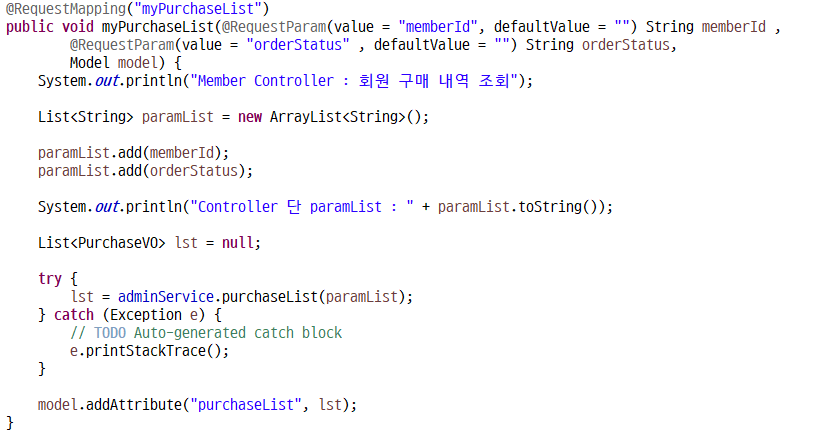 @RequestMapping("myPurchaseList")
public void myPurchaseList(@RequestParam(value = "memberId", defaultValue = "") String memberId ,
        @RequestParam(value = "orderStatus" , defaultValue = "") String orderStatus,
        Model model) {
    System.out.println("Member Controller : 회원 구매 내역 조회");

    List<String> paramList = new ArrayList<String>();

    paramList.add(memberId);
    paramList.add(orderStatus);

    System.out.println("Controller 단 paramList : " + paramList.toString());

    List<PurchaseVO> lst = null;

    try {
        lst = adminService.purchaseList(paramList);
    } catch (Exception e) {
        // TODO Auto-generated catch block
        e.printStackTrace();
    }

    model.addAttribute("purchaseList", lst);
}